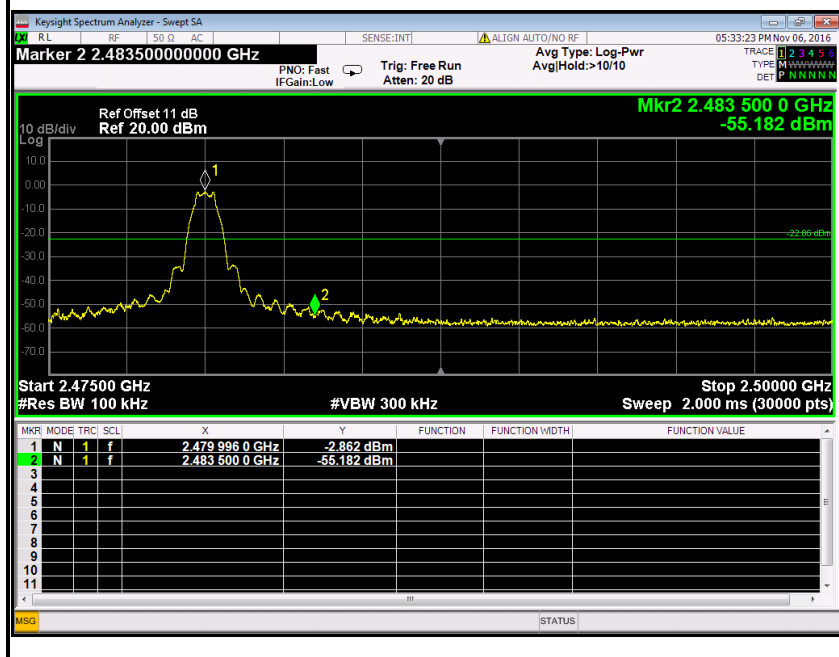 Keysight Spectrum Analyzer - Swept SA
LXI RL RF 50 Ω AC SENSE:INT ALIGN AUTO/NO RF 05:33:23 PM Nov 06, 2016
Marker 2 2.483500000000 GHz
PNO: Fast
IFGain:Low
Trig: Free Run
Atten: 20 dB
Avg Type: Log-Pwr
Avg|Hold:>10/10
TRACE 1 2 3 4 5 6
TYPE M WWWWW
DET P N N N N N
Mkr2 2.483 500 0 GHz
-55.182 dBm
Ref Offset 11 dB
10 dB/div Ref 20.00 dBm
Log
10.0
0.00
-10.0
-20.0
-30.0
-40.0
-50.0
-60.0
-70.0
1
2
-22.86 dBm
Start 2.47500 GHz Stop 2.50000 GHz
#Res BW 100 kHz #VBW 300 kHz Sweep 2.000 ms (30000 pts)
MKR MODE TRC SCL X Y FUNCTION FUNCTION WIDTH FUNCTION VALUE
1 N 1 f 2.479 996 0 GHz -2.862 dBm
2 N 1 f 2.483 500 0 GHz -55.182 dBm
3
4
5
6
7
8
9
10
11
MSG STATUS